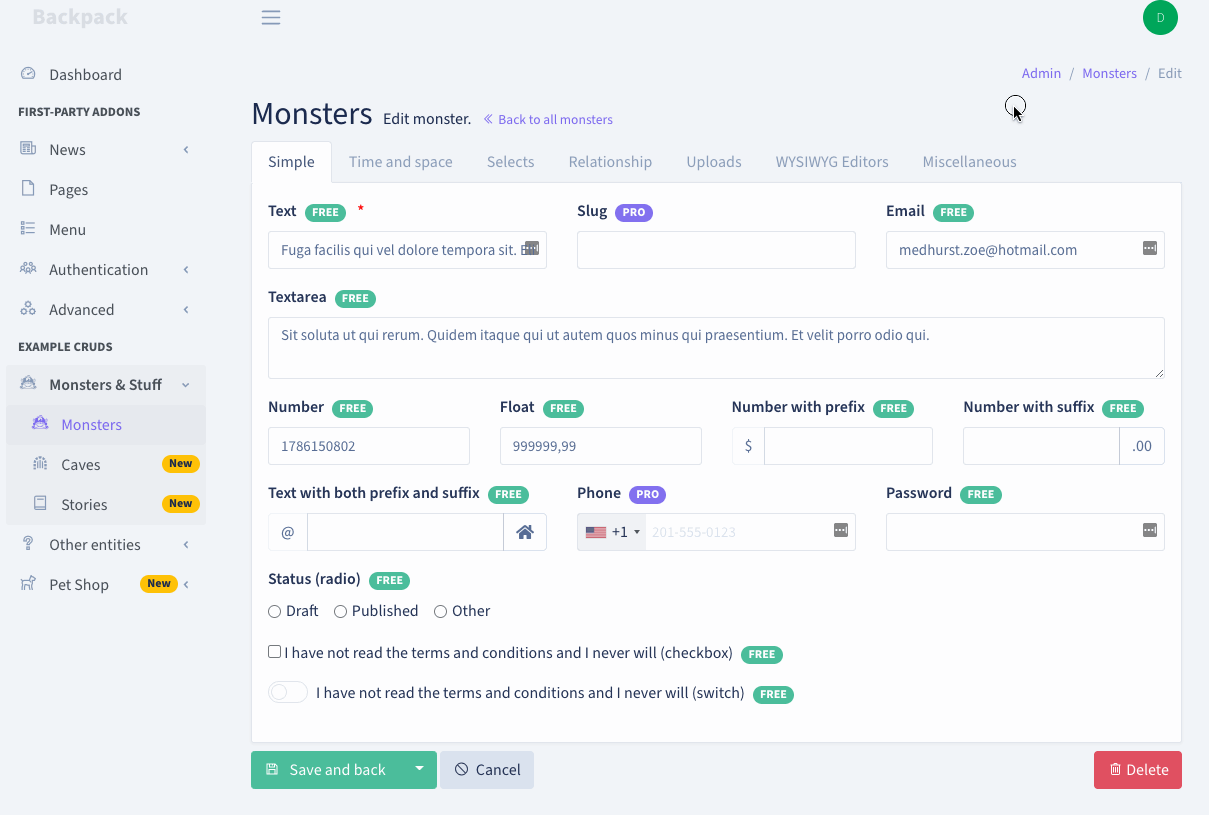 Backpack
D
Dashboard
FIRST-PARTY ADDONS
News
Pages
Menu
Authentication
Advanced
EXAMPLE CRUDS
Monsters & Stuff
Monsters
Caves New
Stories New
Other entities
Pet Shop New
Admin / Monsters / Edit
Monsters Edit monster. Back to all monsters
Simple Time and space Selects Relationship Uploads WYSIWYG Editors Miscellaneous
Text FREE * Slug PRO Email FREE
Fuga facilis qui vel dolore tempora sit. medhurst.zoe@hotmail.com
Textarea FREE
Sit soluta ut qui rerum. Quidem itaque qui ut autem quos minus qui praesentium. Et velit porro odio qui.
Number FREE Float FREE Number with prefix FREE Number with suffix FREE
1786150802 999999,99 $ .00
Text with both prefix and suffix FREE Phone PRO Password FREE
@ +1 201-555-0123
Status (radio) FREE
Draft Published Other
I have not read the terms and conditions and I never will (checkbox) FREE
I have not read the terms and conditions and I never will (switch) FREE
Save and back Cancel Delete